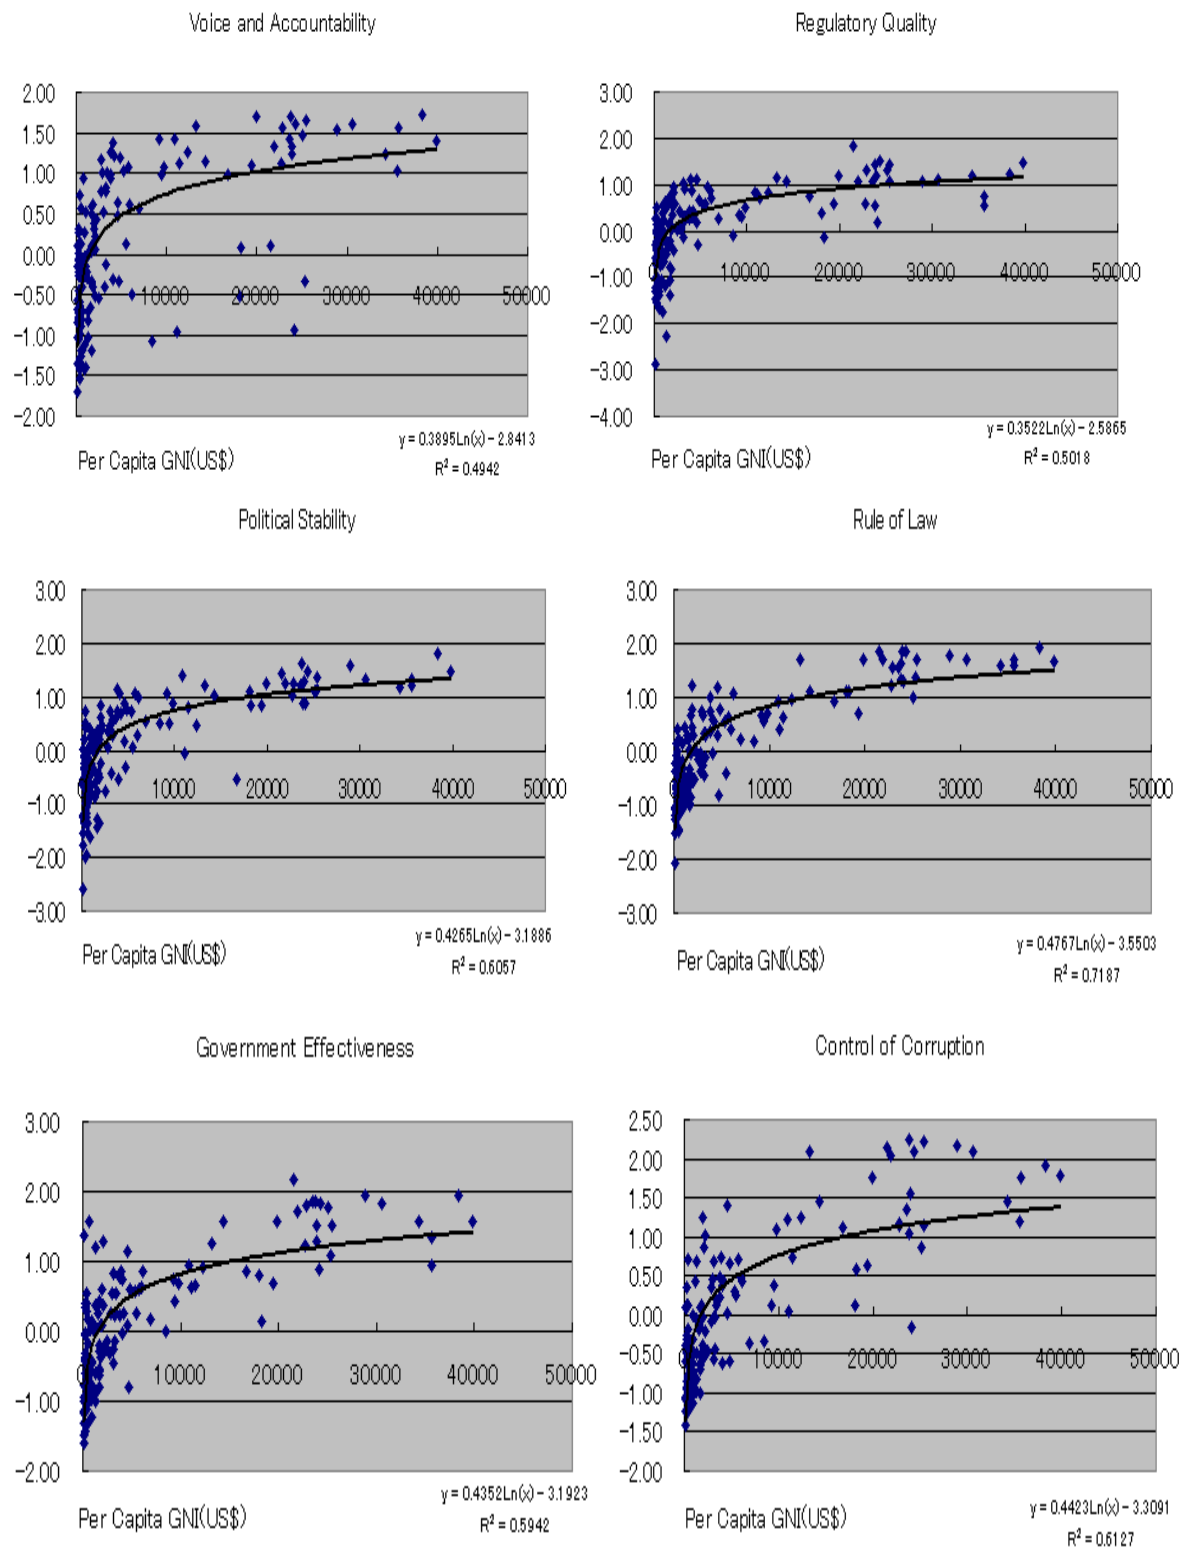 Voice and Accountability
2.00
1.50
1.00
0.50
0.00
-0.50
-1.00
-1.50
-2.00
0 10000 20000 30000 40000 50000
y = 0.3895Ln(x) - 2.8413
R² = 0.4942
Per Capita GNI(US$)
Regulatory Quality
3.00
2.00
1.00
0.00
-1.00
-2.00
-3.00
-4.00
0 10000 20000 30000 40000 50000
y = 0.3522Ln(x) - 2.5865
R² = 0.5018
Per Capita GNI(US$)
Political Stability
3.00
2.00
1.00
0.00
-1.00
-2.00
-3.00
0 10000 20000 30000 40000 50000
y = 0.4265Ln(x) - 3.1886
R² = 0.6057
Per Capita GNI(US$)
Rule of Law
3.00
2.00
1.00
0.00
-1.00
-2.00
-3.00
0 10000 20000 30000 40000 50000
y = 0.4767Ln(x) - 3.5503
R² = 0.7187
Per Capita GNI(US$)
Government Effectiveness
3.00
2.00
1.00
0.00
-1.00
-2.00
0 10000 20000 30000 40000 50000
y = 0.4352Ln(x) - 3.1923
R² = 0.5942
Per Capita GNI(US$)
Control of Corruption
2.50
2.00
1.50
1.00
0.50
0.00
-0.50
-1.00
-1.50
-2.00
0 10000 20000 30000 40000 50000
y = 0.4423Ln(x) - 3.3091
R² = 0.6127
Per Capita GNI(US$)